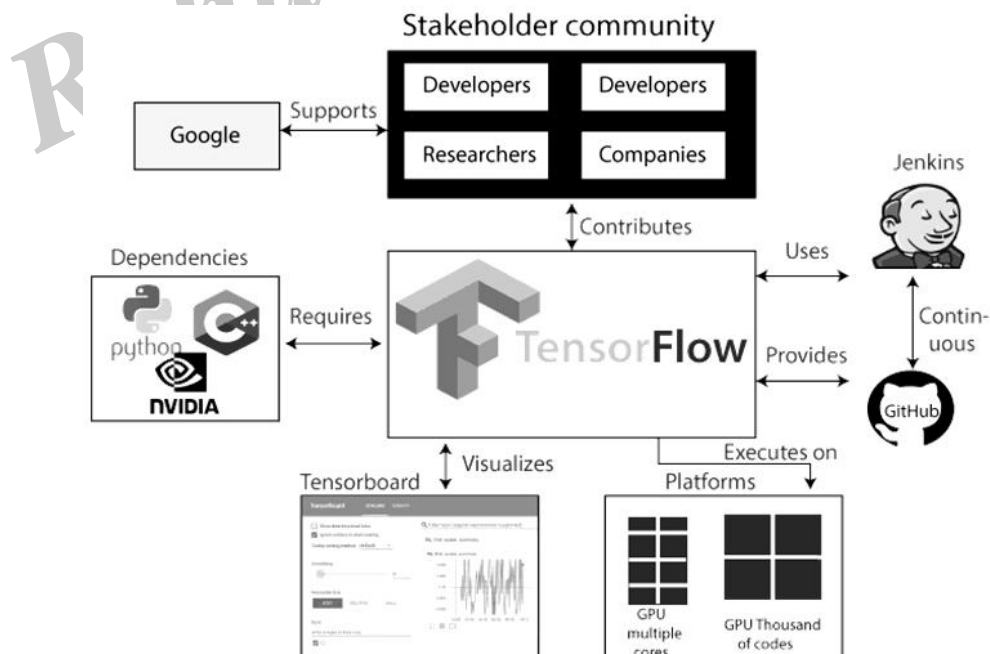 Stakeholder community
Developers
Developers
Researchers
Companies
Google
Supports
Contributes
Jenkins
Uses
Contin-
uous
Provides
GitHub
Dependencies
python
C++
NVIDIA
Requires
TensorFlow
Visualizes
Tensorboard
Executes on
Platforms
GPU
multiple
cores
GPU Thousand
of codes